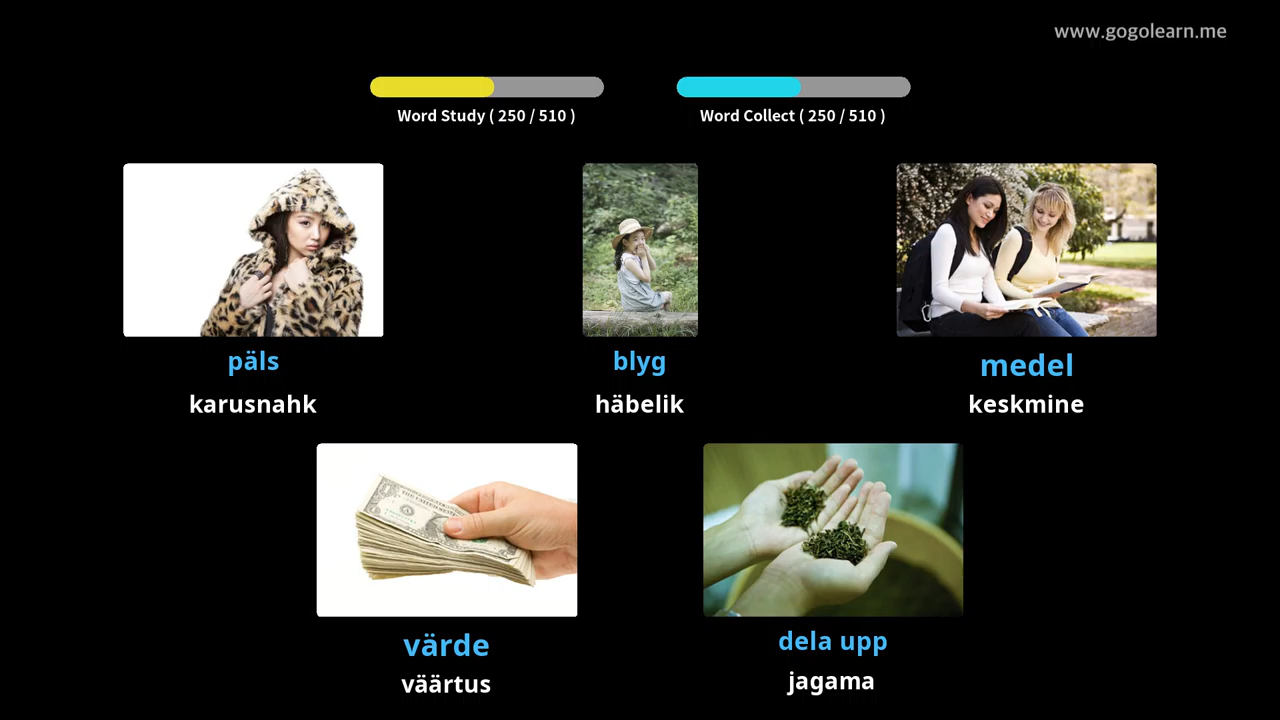 www.gogolearn.me
Word Study ( 250 / 510 )
Word Collect ( 250 / 510 )
päls
karusnahk
blyg
häbelik
medel
keskmine
värde
väärtus
dela upp
jagama